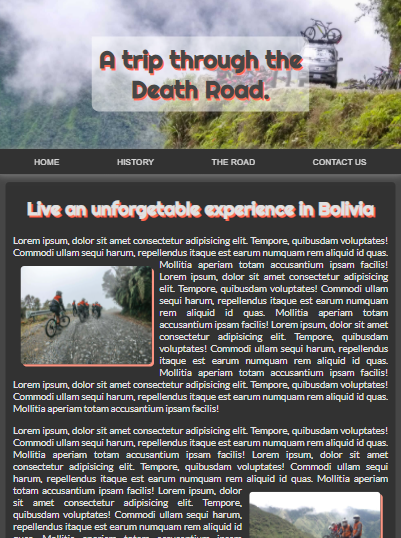 A trip through the
Death Road.
HOME HISTORY THE ROAD CONTACT US
Live an unforgetable experience in Bolivia
Lorem ipsum, dolor sit amet consectetur adipisicing elit. Tempore, quibusdam voluptates!
Commodi ullam sequi harum, repellendus itaque est earum numquam rem aliquid id quas.
Mollitia aperiam totam accusantium ipsam facilis!
Lorem ipsum, dolor sit amet consectetur adipisicing
elit. Tempore, quibusdam voluptates! Commodi ullam
sequi harum, repellendus itaque est earum numquam
rem aliquid id quas. Mollitia aperiam totam
accusantium ipsam facilis! Lorem ipsum, dolor sit amet
consectetur adipisicing elit. Tempore, quibusdam
voluptates! Commodi ullam sequi harum, repellendus
itaque est earum numquam rem aliquid id quas.
Mollitia aperiam totam accusantium ipsam facilis!
Lorem ipsum, dolor sit amet consectetur adipisicing elit. Tempore, quibusdam voluptates!
Commodi ullam sequi harum, repellendus itaque est earum numquam rem aliquid id quas.
Mollitia aperiam totam accusantium ipsam facilis!
Lorem ipsum, dolor sit amet consectetur adipisicing elit. Tempore, quibusdam voluptates!
Commodi ullam sequi harum, repellendus itaque est earum numquam rem aliquid id quas.
Mollitia aperiam totam accusantium ipsam facilis! Lorem ipsum, dolor sit amet
consectetur adipisicing elit. Tempore, quibusdam voluptates! Commodi ullam sequi
harum, repellendus itaque est earum numquam rem aliquid id quas. Mollitia aperiam
totam accusantium ipsam facilis! Lorem ipsum, dolor
sit amet consectetur adipisicing elit. Tempore,
quibusdam voluptates! Commodi ullam sequi harum,
repellendus itaque est earum numquam rem aliquid id